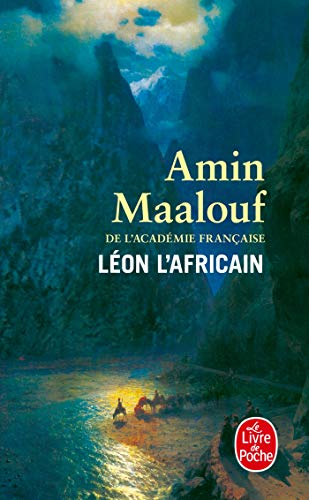 Amin
Maalouf
DE L'ACADÉMIE FRANÇAISE
LÉON L'AFRICAIN
Le
Livre
de
Poche